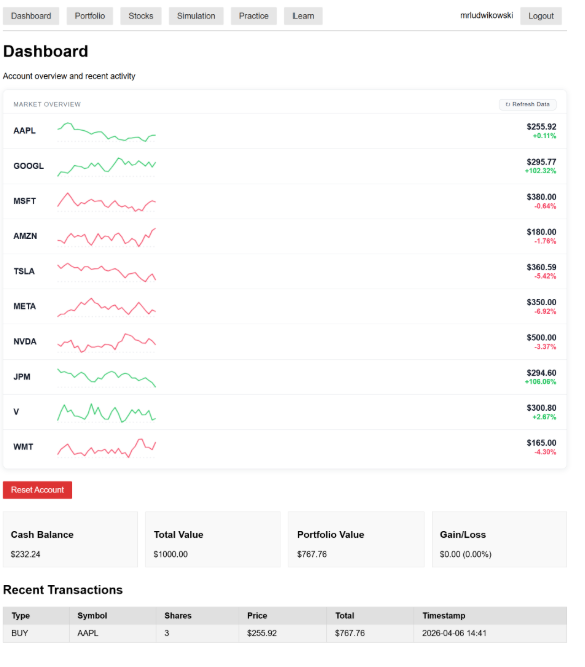 Dashboard Portfolio Stocks Simulation Practice Learn mrludwikowski Logout
Dashboard
Account overview and recent activity
MARKET OVERVIEW ↻ Refresh Data
AAPL $255.92
+0.11%
GOOGL $295.77
+102.32%
MSFT $380.00
-0.64%
AMZN $180.00
-1.76%
TSLA $360.59
-5.42%
META $350.00
-6.92%
NVDA $500.00
-3.37%
JPM $294.60
+106.06%
V $300.80
+2.67%
WMT $165.00
-4.30%
Reset Account
Cash Balance Total Value Portfolio Value Gain/Loss
$232.24 $1000.00 $767.76 $0.00 (0.00%)
Recent Transactions
Type Symbol Shares Price Total Timestamp
BUY AAPL 3 $255.92 $767.76 2026-04-06 14:41